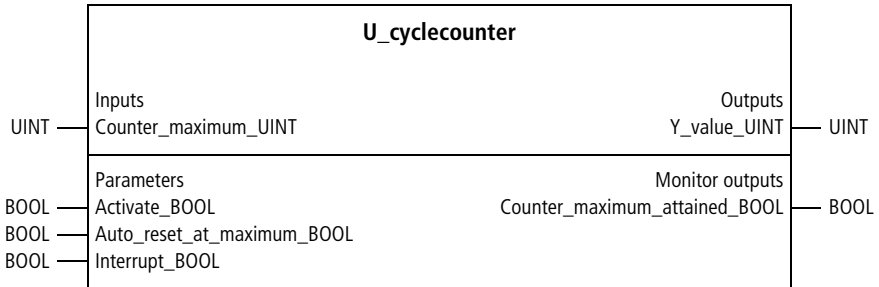 U_cyclecounter
Inputs Outputs
UINT Counter_maximum_UINT Y_value_UINT UINT
Parameters Monitor outputs
BOOL Activate_BOOL Counter_maximum_attained_BOOL BOOL
BOOL Auto_reset_at_maximum_BOOL
BOOL Interrupt_BOOL